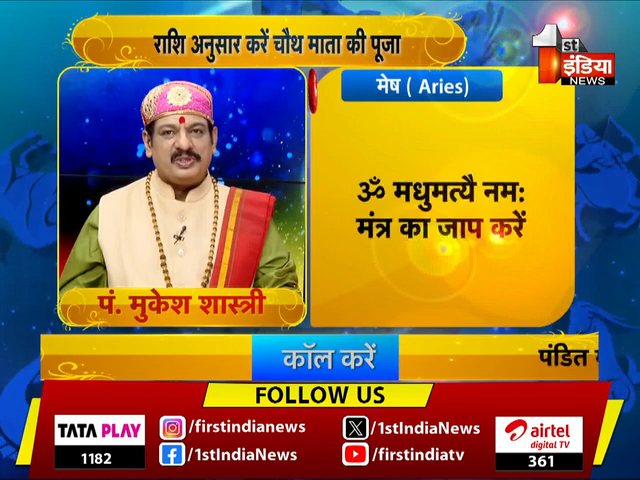 राशि अनुसार करें चौथ माता की पूजा
1st
इंडिया
NEWS
मेष ( Aries)
ॐ मधुमत्यै नमः
मंत्र का जाप करें
पं. मुकेश शास्त्री
कॉल करें
पंडित
FOLLOW US
TATA PLAY
1182
/firstindianews
/1stIndiaNews
/1stIndiaNews
/firstindiatv
airtel
digital TV
361